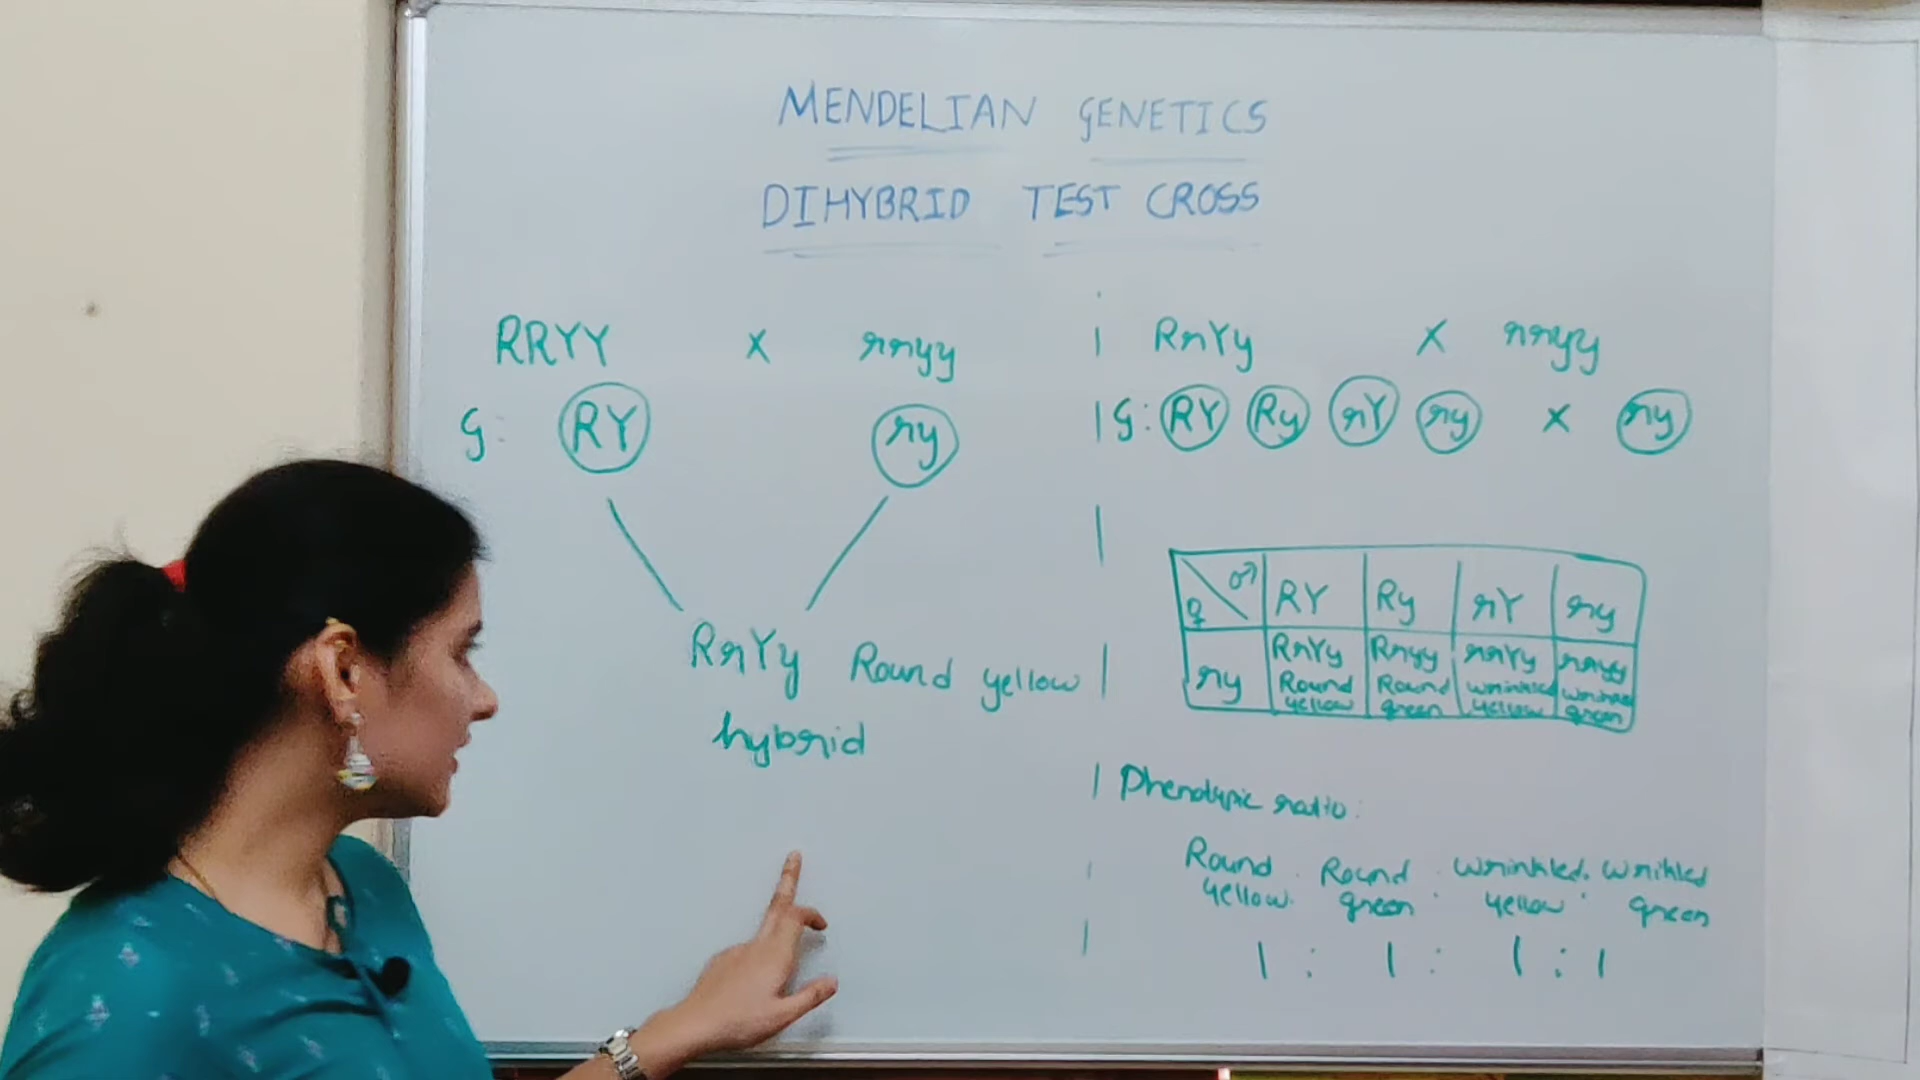 MENDELIAN GENETICS
DIHYBRID TEST CROSS
RRYY x rryy
G: RY ry
RrYy Round yellow
hybrid
RrYy x rryy
G: RY Ry rY ry x ry
♂ RY Ry rY ry
♀
ry RrYy Rryy rrYy rryy
Round Round wrinkled wrinkled
yellow green yellow green
Phenotypic ratio:
Round : Round : wrinkled : wrikled
yellow green yellow green
1 : 1 : 1 : 1